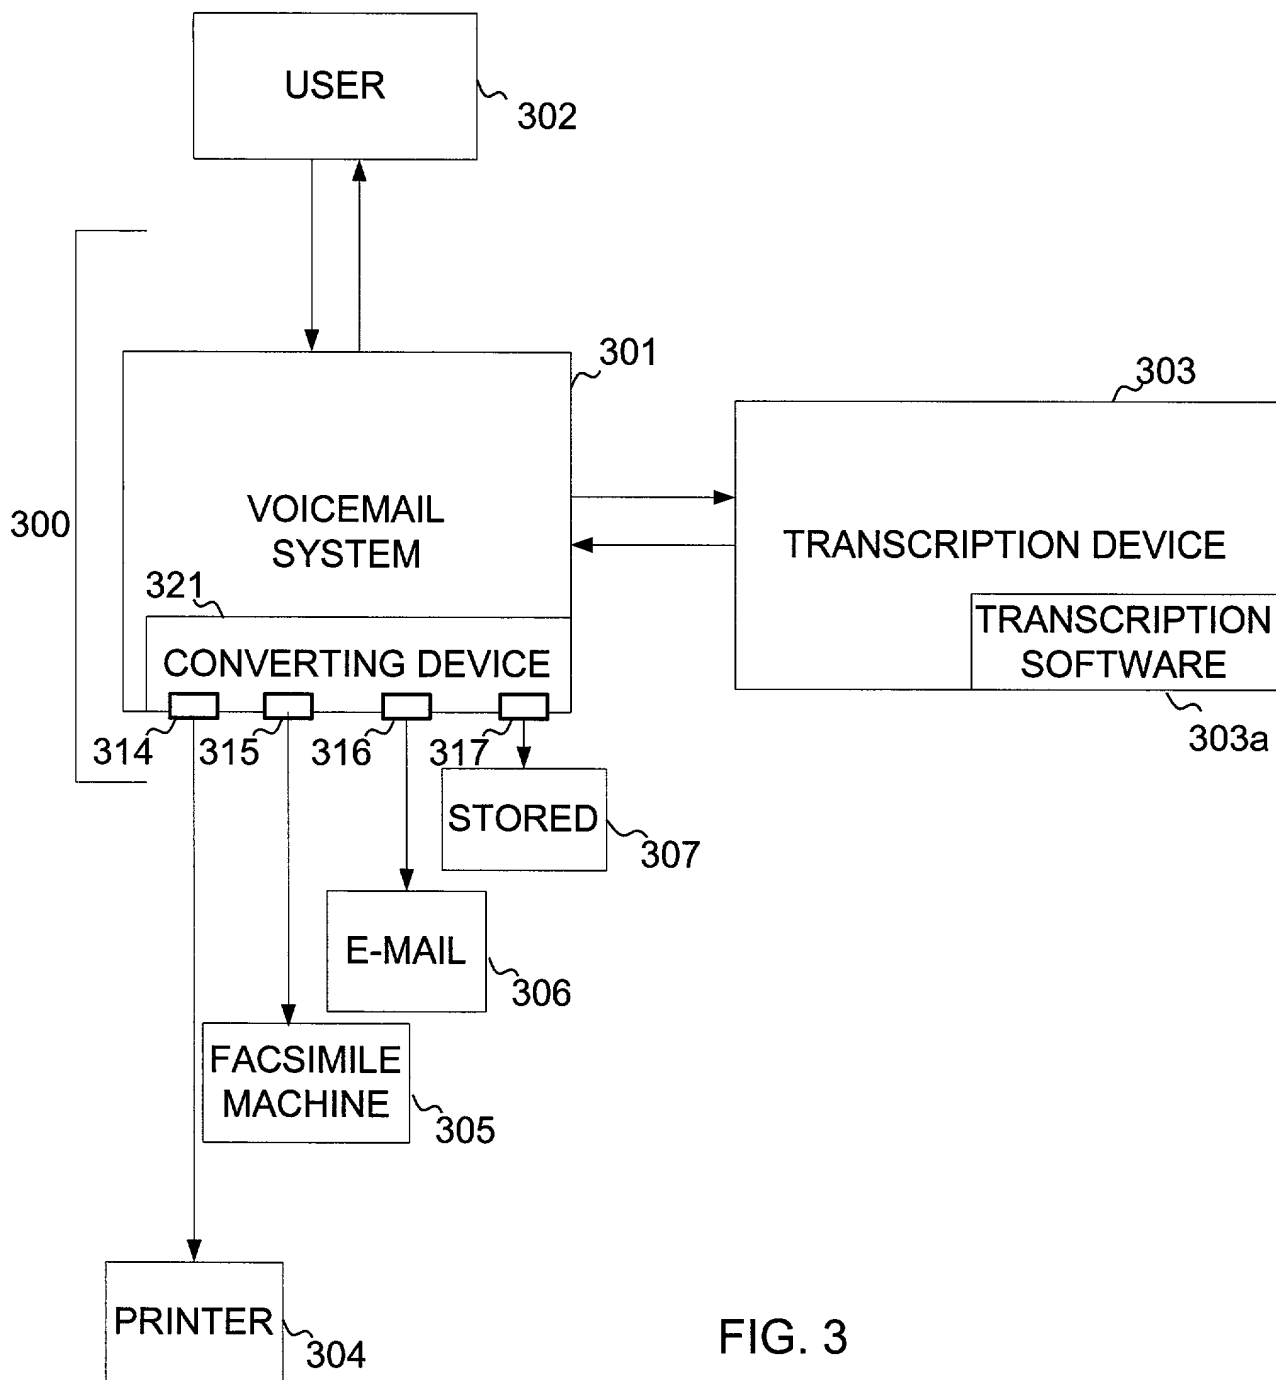 USER
302
301
303
300
VOICEMAIL
SYSTEM
TRANSCRIPTION DEVICE
321
CONVERTING DEVICE
TRANSCRIPTION
SOFTWARE
303a
314
315
316
317
STORED
307
E-MAIL
306
FACSIMILE
MACHINE
305
PRINTER
304
FIG. 3